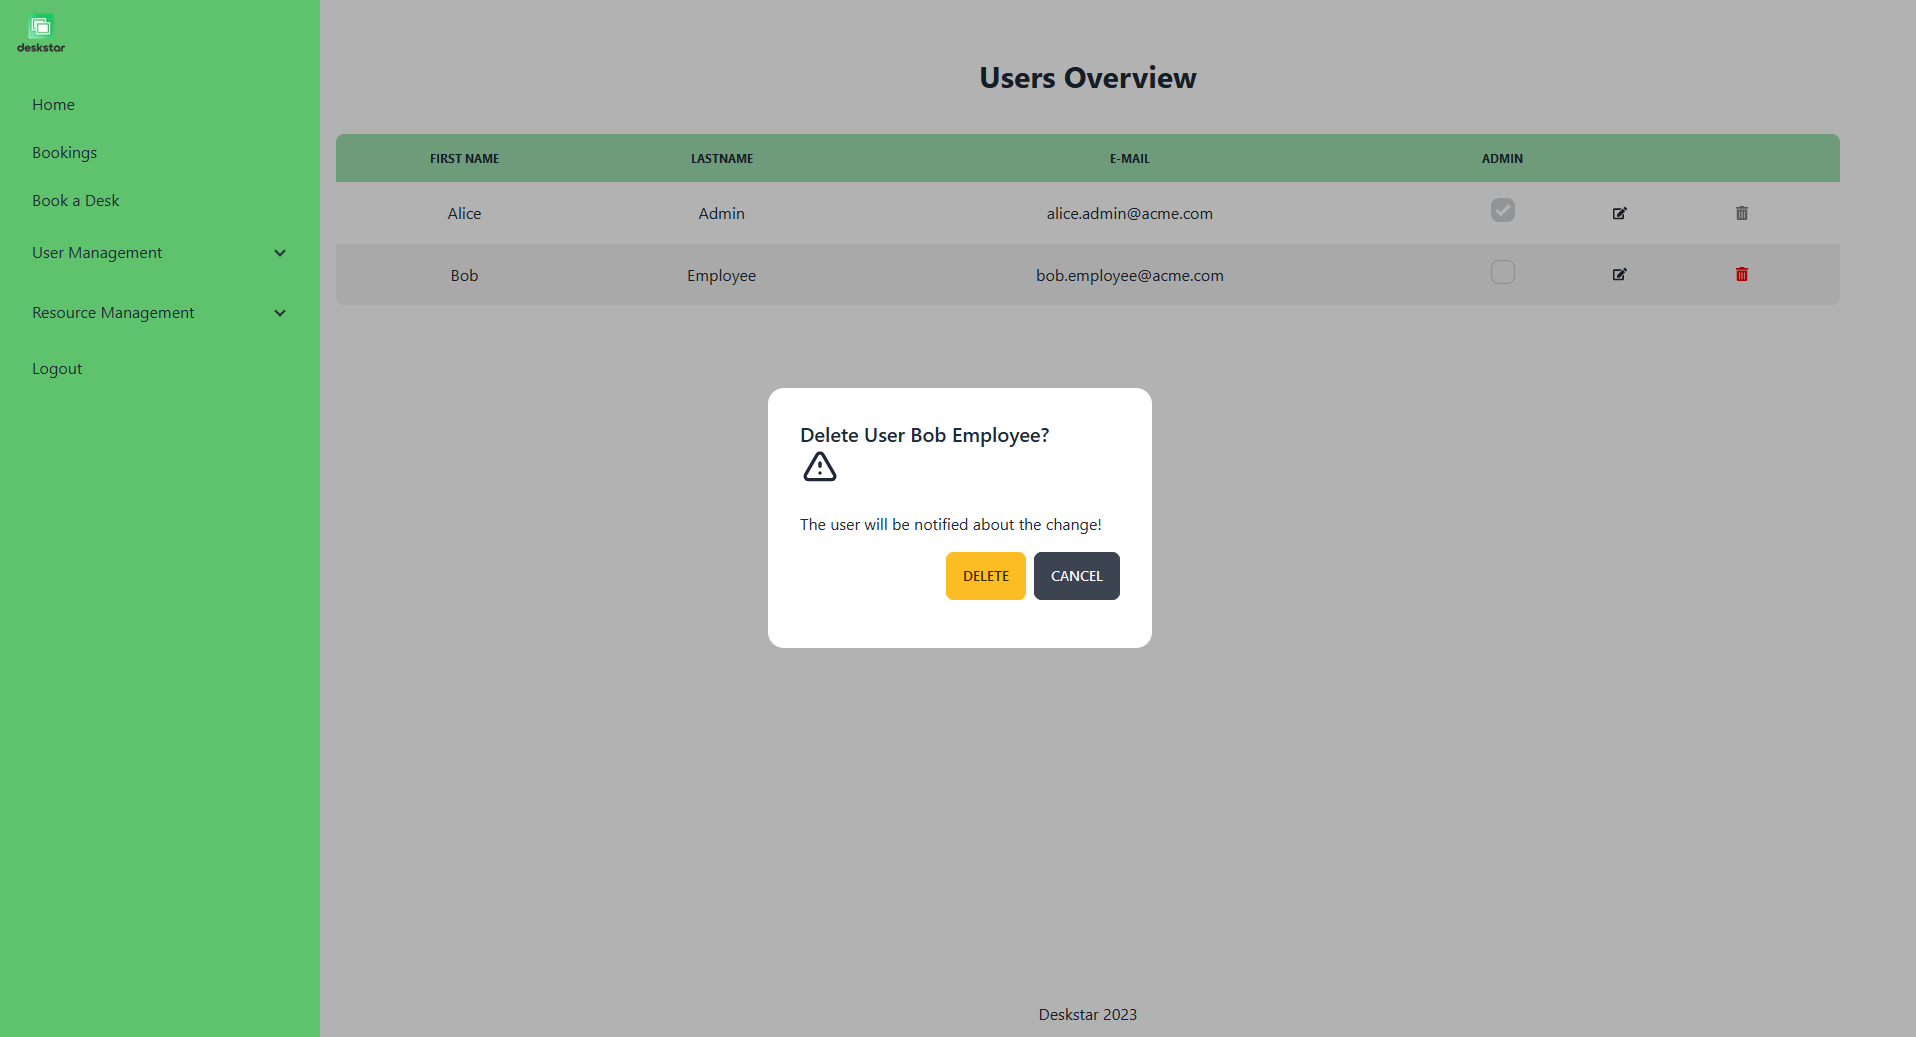 deskstar
Home
Bookings
Book a Desk
User Management
Resource Management
Logout
Users Overview
FIRST NAME LASTNAME E-MAIL ADMIN
Alice Admin alice.admin@acme.com
Bob Employee bob.employee@acme.com
Delete User Bob Employee?
The user will be notified about the change!
DELETE CANCEL
Deskstar 2023